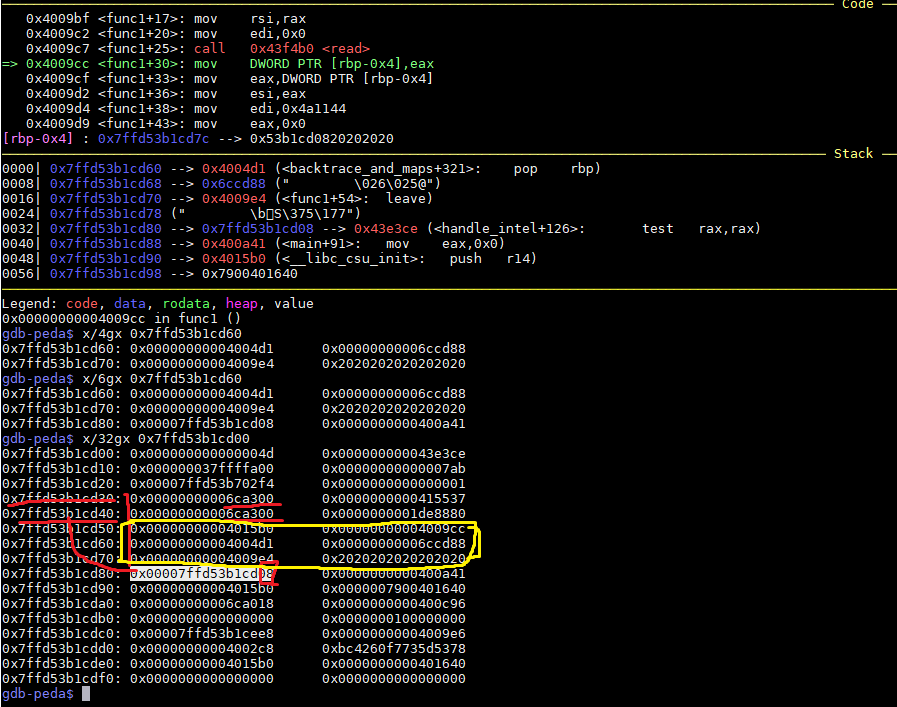 Code
0x4009bf <func1+17>: mov    rsi,rax
0x4009c2 <func1+20>: mov    edi,0x0
0x4009c7 <func1+25>: call   0x43f4b0 <read>
=> 0x4009cc <func1+30>: mov    DWORD PTR [rbp-0x4],eax
0x4009cf <func1+33>: mov    eax,DWORD PTR [rbp-0x4]
0x4009d2 <func1+36>: mov    esi,eax
0x4009d4 <func1+38>: mov    edi,0x4a1144
0x4009d9 <func1+43>: mov    eax,0x0
[rbp-0x4] : 0x7ffd53b1cd7c --> 0x53b1cd0820202020
Stack
0000| 0x7ffd53b1cd60 --> 0x4004d1 (<backtrace_and_maps+321>:    pop    rbp)
0008| 0x7ffd53b1cd68 --> 0x6ccd88 ("        \026\025@")
0016| 0x7ffd53b1cd70 --> 0x4009e4 (<func1+54>:  leave)
0024| 0x7ffd53b1cd78 ("        \b▯S\375\177")
0032| 0x7ffd53b1cd80 --> 0x7ffd53b1cd08 --> 0x43e3ce (<handle_intel+126>:       test   rax,rax)
0040| 0x7ffd53b1cd88 --> 0x400a41 (<main+91>:   mov    eax,0x0)
0048| 0x7ffd53b1cd90 --> 0x4015b0 (<__libc_csu_init>:   push   r14)
0056| 0x7ffd53b1cd98 --> 0x7900401640
Legend: code, data, rodata, heap, value
0x00000000004009cc in func1 ()
gdb-peda$ x/4gx 0x7ffd53b1cd60
0x7ffd53b1cd60: 0x00000000004004d1      0x00000000006ccd88
0x7ffd53b1cd70: 0x00000000004009e4      0x2020202020202020
gdb-peda$ x/6gx 0x7ffd53b1cd60
0x7ffd53b1cd60: 0x00000000004004d1      0x00000000006ccd88
0x7ffd53b1cd70: 0x00000000004009e4      0x2020202020202020
0x7ffd53b1cd80: 0x00007ffd53b1cd08      0x0000000000400a41
gdb-peda$ x/32gx 0x7ffd53b1cd00
0x7ffd53b1cd00: 0x000000000000004d      0x000000000043e3ce
0x7ffd53b1cd10: 0x000000037ffffa00      0x00000000000007ab
0x7ffd53b1cd20: 0x00007ffd53b702f4      0x0000000000000001
0x7ffd53b1cd30: 0x00000000006ca300      0x0000000000415537
0x7ffd53b1cd40: 0x00000000006ca300      0x0000000001de8880
0x7ffd53b1cd50: 0x00000000004015b0      0x00000000004009cc
0x7ffd53b1cd60: 0x00000000004004d1      0x00000000006ccd88
0x7ffd53b1cd70: 0x00000000004009e4      0x2020202020202020
0x7ffd53b1cd80: 0x00007ffd53b1cd08      0x0000000000400a41
0x7ffd53b1cd90: 0x00000000004015b0      0x0000007900401640
0x7ffd53b1cda0: 0x00000000006ca018      0x0000000000400c96
0x7ffd53b1cdb0: 0x0000000000000000      0x0000000100000000
0x7ffd53b1cdc0: 0x00007ffd53b1cee8      0x00000000004009e6
0x7ffd53b1cdd0: 0x00000000004002c8      0xbc4260f7735d5378
0x7ffd53b1cde0: 0x00000000004015b0      0x0000000000401640
0x7ffd53b1cdf0: 0x0000000000000000      0x0000000000000000
gdb-peda$